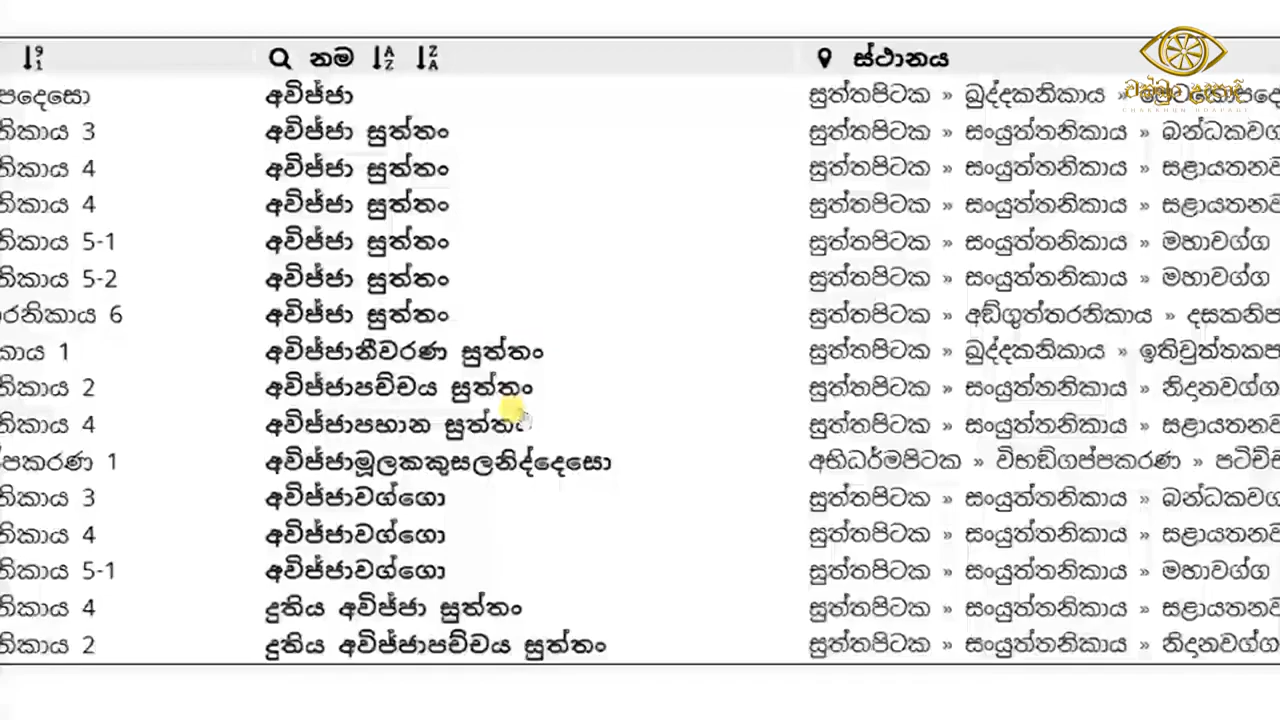 නම ස්ථානය
අවිජ්ජා සුත්තපිටක » ඛුද්දකනිකාය »
3 අවිජ්ජා සුත්තං සුත්තපිටක » සංයුත්තනිකාය » ඛන්ධකවග්
4 අවිජ්ජා සුත්තං සුත්තපිටක » සංයුත්තනිකාය » සළායතනව
4 අවිජ්ජා සුත්තං සුත්තපිටක » සංයුත්තනිකාය » සළායතනව
5-1 අවිජ්ජා සුත්තං සුත්තපිටක » සංයුත්තනිකාය » මහාවග්ග
5-2 අවිජ්ජා සුත්තං සුත්තපිටක » සංයුත්තනිකාය » මහාවග්ග
6 අවිජ්ජා සුත්තං සුත්තපිටක » අඞ්ගුත්තරනිකාය » දසකනිප
1 අවිජ්ජානීවරණ සුත්තං සුත්තපිටක » ඛුද්දකනිකාය » ඉතිවුත්තකප
2 අවිජ්ජාපච්චය සුත්තං සුත්තපිටක » සංයුත්තනිකාය » නිදානවග්ග
4 අවිජ්ජාපහාන සුත්තං සුත්තපිටක » සංයුත්තනිකාය » සළායතනව
1 අවිජ්ජාමූලකකුසලනිද්දෙසො අභිධර්මපිටක » විභඞ්ගප්පකරණ » පටිච්ච
3 අවිජ්ජාවග්ගො සුත්තපිටක » සංයුත්තනිකාය » ඛන්ධකවග්
4 අවිජ්ජාවග්ගො සුත්තපිටක » සංයුත්තනිකාය » සළායතනව
5-1 අවිජ්ජාවග්ගො සුත්තපිටක » සංයුත්තනිකාය » මහාවග්ග
4 දුතිය අවිජ්ජා සුත්තං සුත්තපිටක » සංයුත්තනිකාය » සළායතනව
2 දුතිය අවිජ්ජාපච්චය සුත්තං සුත්තපිටක » සංයුත්තනිකාය » නිදානවග්ග